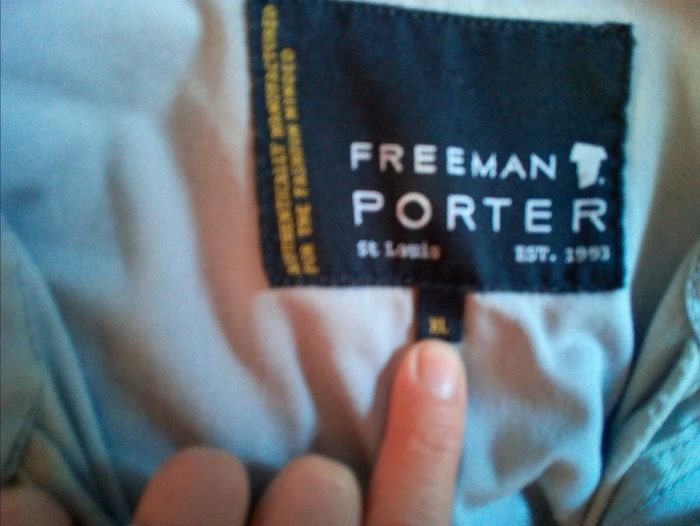 AUTHENTICALLY MANUFACTURED
FOR THE FASHION MINDED
FREEMAN T.
PORTER
St Louis
EST. 1993
XL